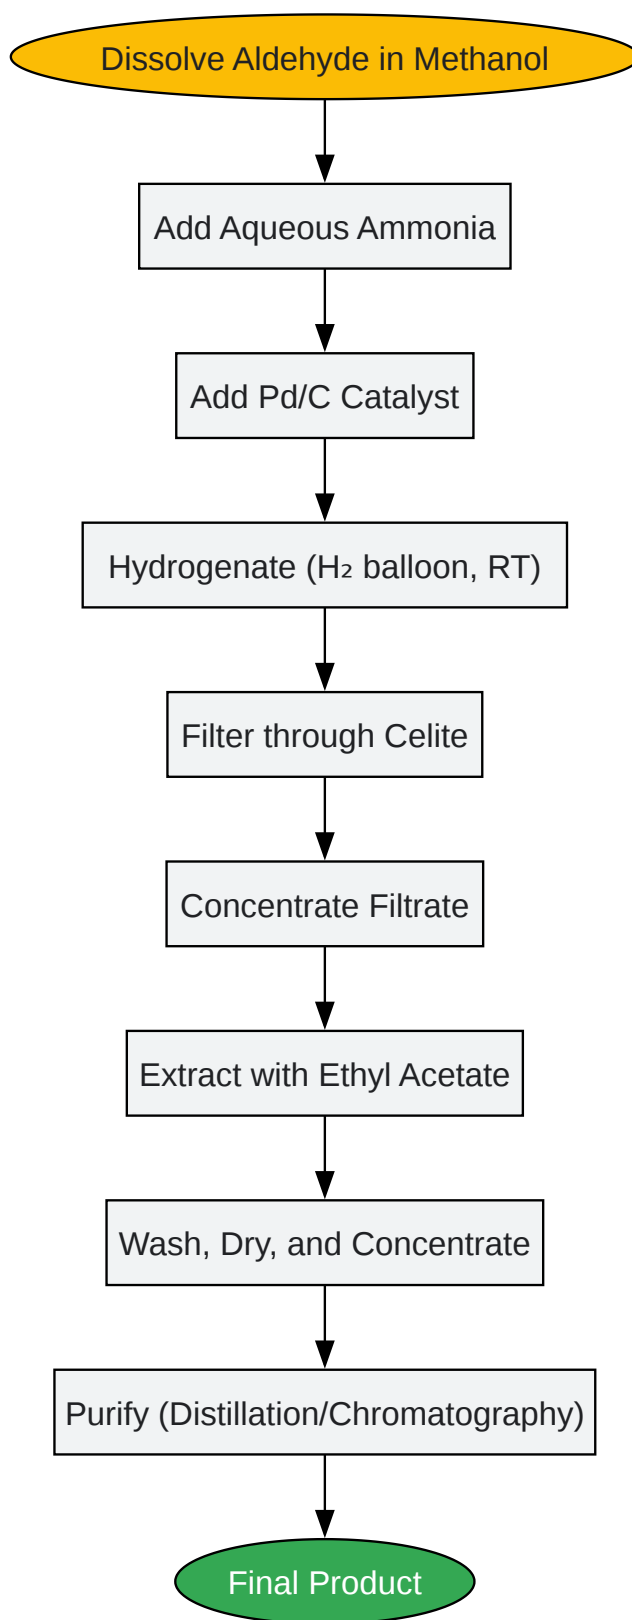 Dissolve Aldehyde in Methanol
Add Aqueous Ammonia
Add Pd/C Catalyst
Hydrogenate (H₂ balloon, RT)
Filter through Celite
Concentrate Filtrate
Extract with Ethyl Acetate
Wash, Dry, and Concentrate
Purify (Distillation/Chromatography)
Final Product